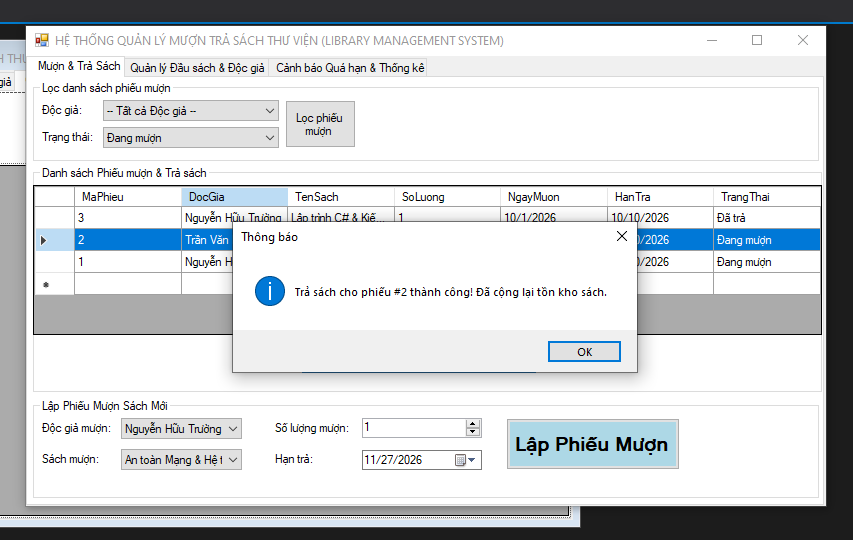 HỆ THỐNG QUẢN LÝ MƯỢN TRẢ SÁCH THƯ VIỆN (LIBRARY MANAGEMENT SYSTEM)
Mượn & Trả Sách
Quản lý Đầu sách & Độc giả
Cảnh báo Quá hạn & Thống kê
Lọc danh sách phiếu mượn
Độc giả:
-- Tất cả Độc giả --
Lọc phiếu
mượn
Trạng thái:
Đang mượn
Danh sách Phiếu mượn & Trả sách
MaPhieu DocGia TenSach SoLuong NgayMuon HanTra TrangThai
3 Nguyễn Hữu Trường Lập trình C# & Kiế... 1 10/1/2026 10/10/2026 Đã trả
2 Trần Văn 0/2026 Đang mượn
1 Nguyễn H 0/2026 Đang mượn
Thông báo
Trả sách cho phiếu #2 thành công! Đã cộng lại tồn kho sách.
OK
Lập Phiếu Mượn Sách Mới
Độc giả mượn:
Nguyễn Hữu Trường
Số lượng mượn:
1
Lập Phiếu Mượn
Sách mượn:
An toàn Mạng & Hệ t
Hạn trả:
11/27/2026